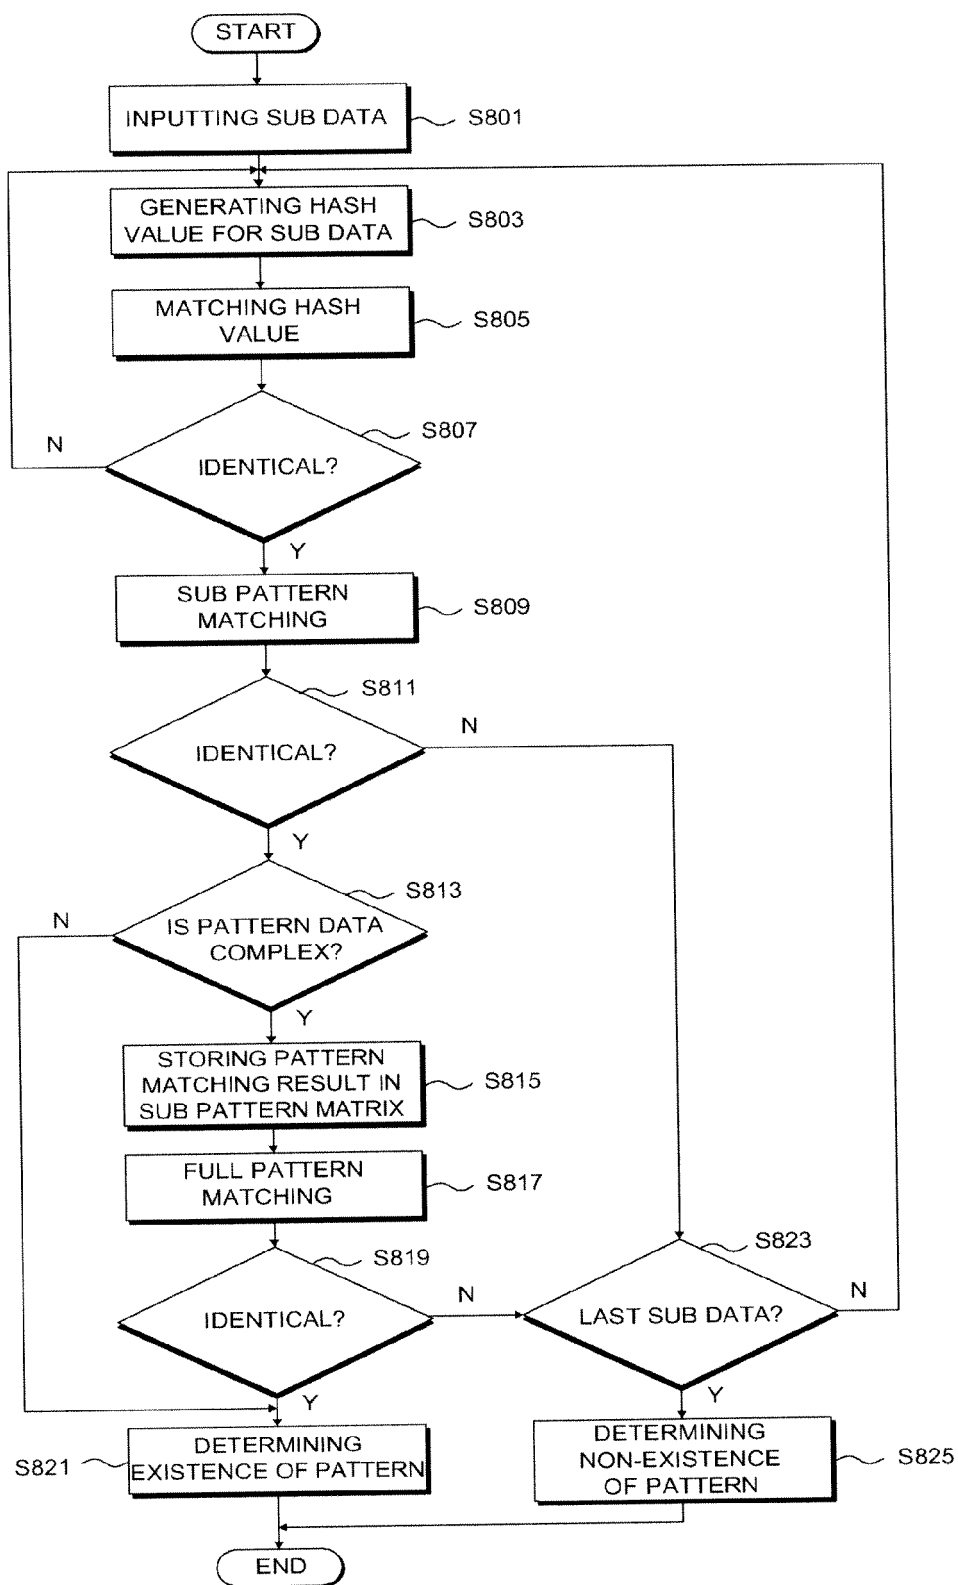 START
INPUTTING SUB DATA
S801
GENERATING HASH
VALUE FOR SUB DATA
S803
MATCHING HASH
VALUE
S805
S807
N
IDENTICAL?
Y
SUB PATTERN
MATCHING
S809
S811
N
IDENTICAL?
Y
S813
N
IS PATTERN DATA
COMPLEX?
Y
STORING PATTERN
MATCHING RESULT IN
SUB PATTERN MATRIX
S815
FULL PATTERN
MATCHING
S817
S819
IDENTICAL?
N
Y
S823
LAST SUB DATA?
N
Y
S821
DETERMINING
EXISTENCE OF PATTERN
DETERMINING
NON-EXISTENCE
OF PATTERN
S825
END